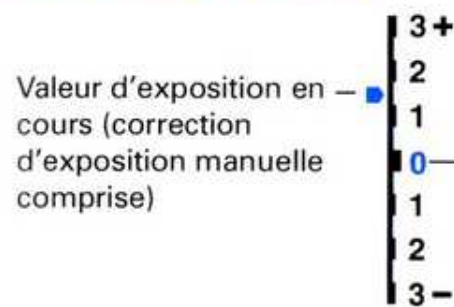 3+
2
Valeur d'exposition en –
cours (correction
1
d'exposition manuelle
0
comprise)
1
2
3–